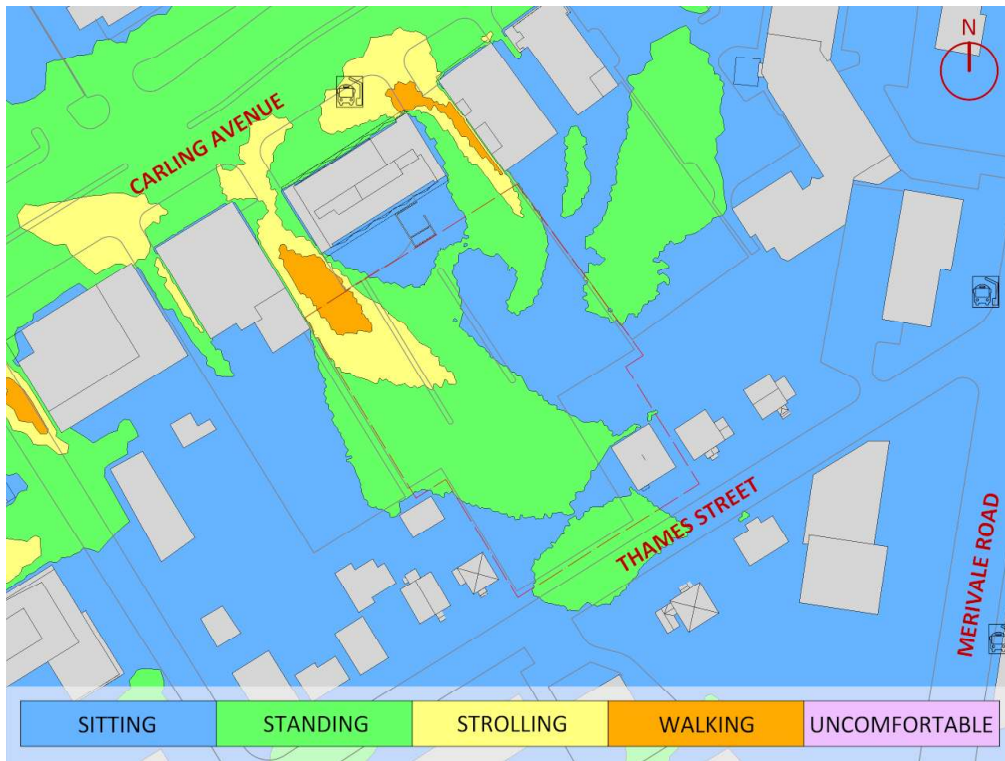 N
CARLING AVENUE
THAMES STREET
MERIVALE ROAD
SITTING
STANDING
STROLLING
WALKING
UNCOMFORTABLE